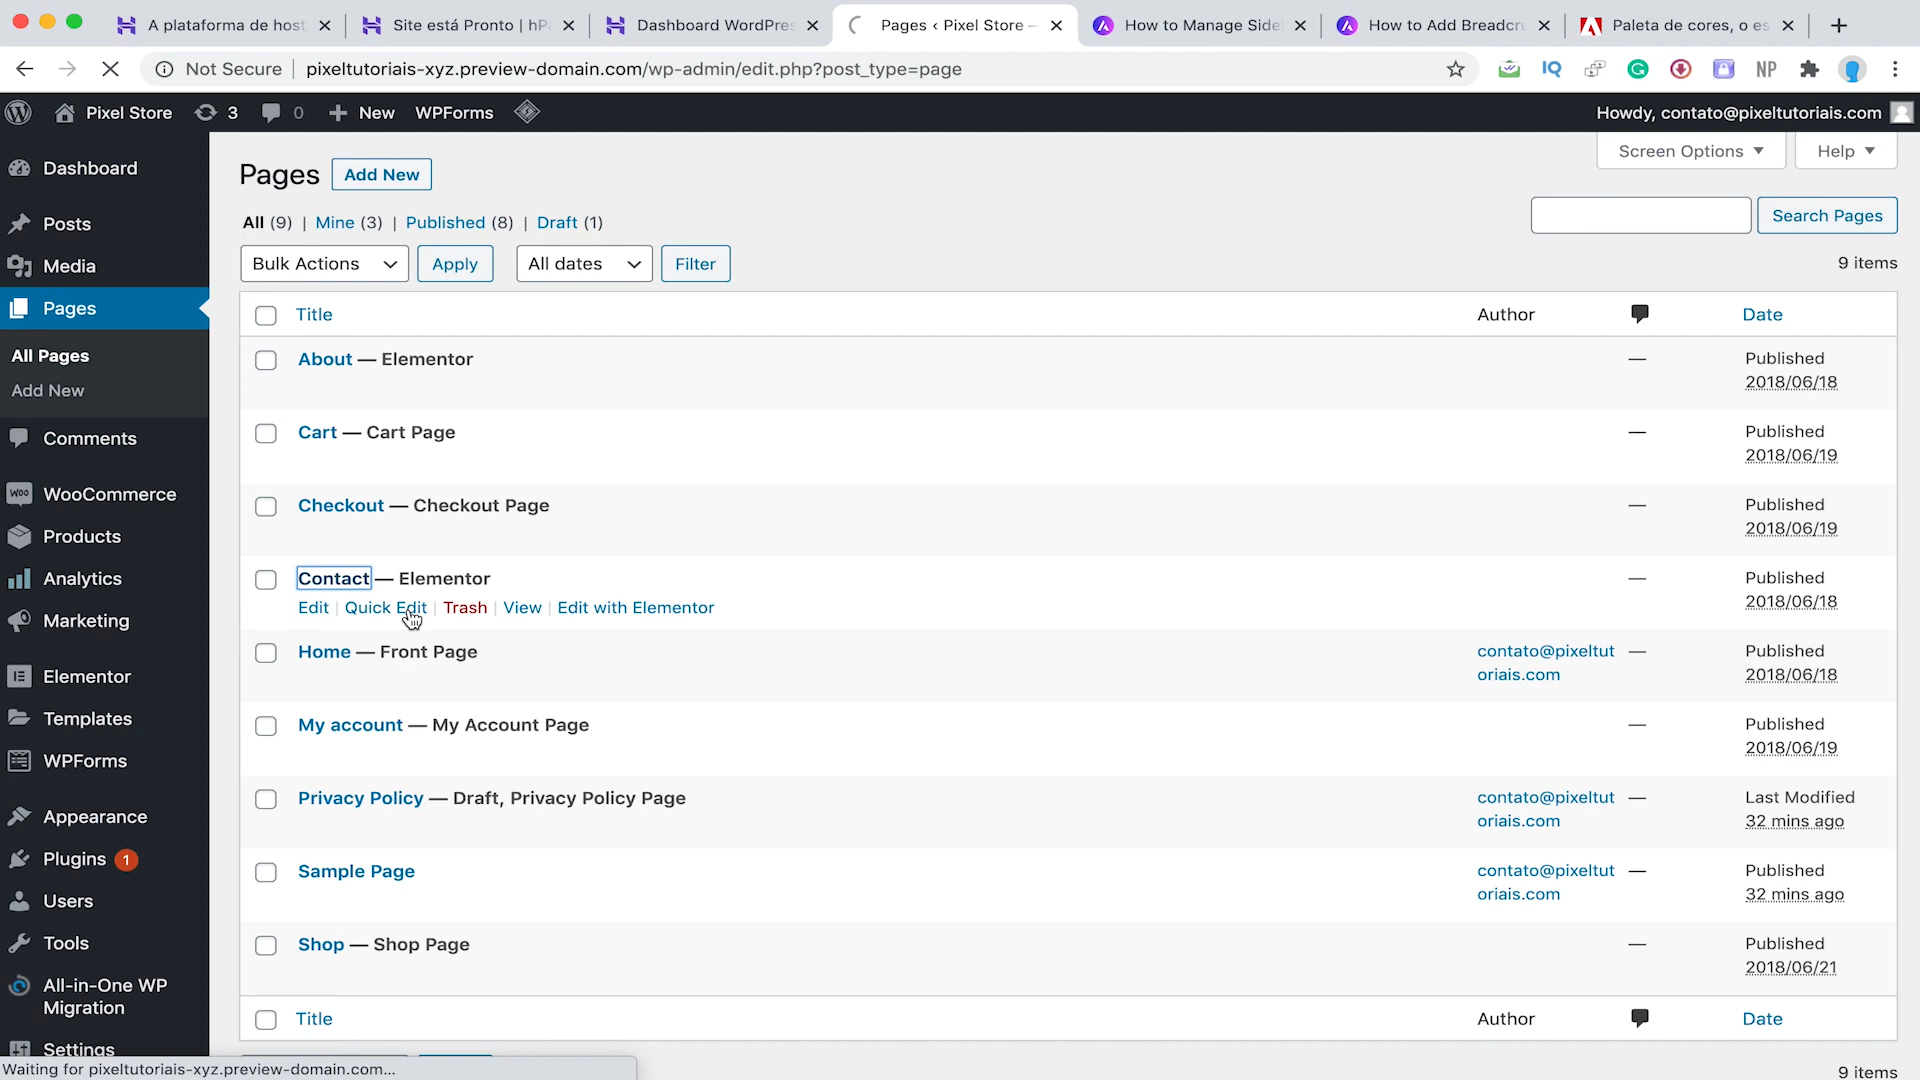 A plataforma de host
Site está Pronto | hP
Dashboard WordPres
Pages ‹ Pixel Store –
How to Manage Side
How to Add Breadcru
Paleta de cores, o es
Not Secure
pixeltutoriais-xyz.preview-domain.com/wp-admin/edit.php?post_type=page
IQ
NP
Pixel Store
3
0
New
WPForms
Howdy, contato@pixeltutoriais.com
Dashboard
Posts
Media
Pages
All Pages
Add New
Comments
WooCommerce
Products
Analytics
Marketing
Elementor
Templates
WPForms
Appearance
Plugins 1
Users
Tools
All-in-One WP
Migration
Settings
Screen Options
Help
Pages
Add New
All (9) | Mine (3) | Published (8) | Draft (1)
Search Pages
Bulk Actions
Apply
All dates
Filter
9 items
Title
Author
Date
About — Elementor
—
Published
2018/06/18
Cart — Cart Page
—
Published
2018/06/19
Checkout — Checkout Page
—
Published
2018/06/19
Contact — Elementor
—
Published
2018/06/18
Edit | Quick Edit | Trash | View | Edit with Elementor
Home — Front Page
contato@pixeltut
oriais.com
—
Published
2018/06/18
My account — My Account Page
—
Published
2018/06/19
Privacy Policy — Draft, Privacy Policy Page
contato@pixeltut
oriais.com
—
Last Modified
32 mins ago
Sample Page
contato@pixeltut
oriais.com
—
Published
32 mins ago
Shop — Shop Page
—
Published
2018/06/21
Title
Author
Date
9 items
Waiting for pixeltutoriais-xyz.preview-domain.com...